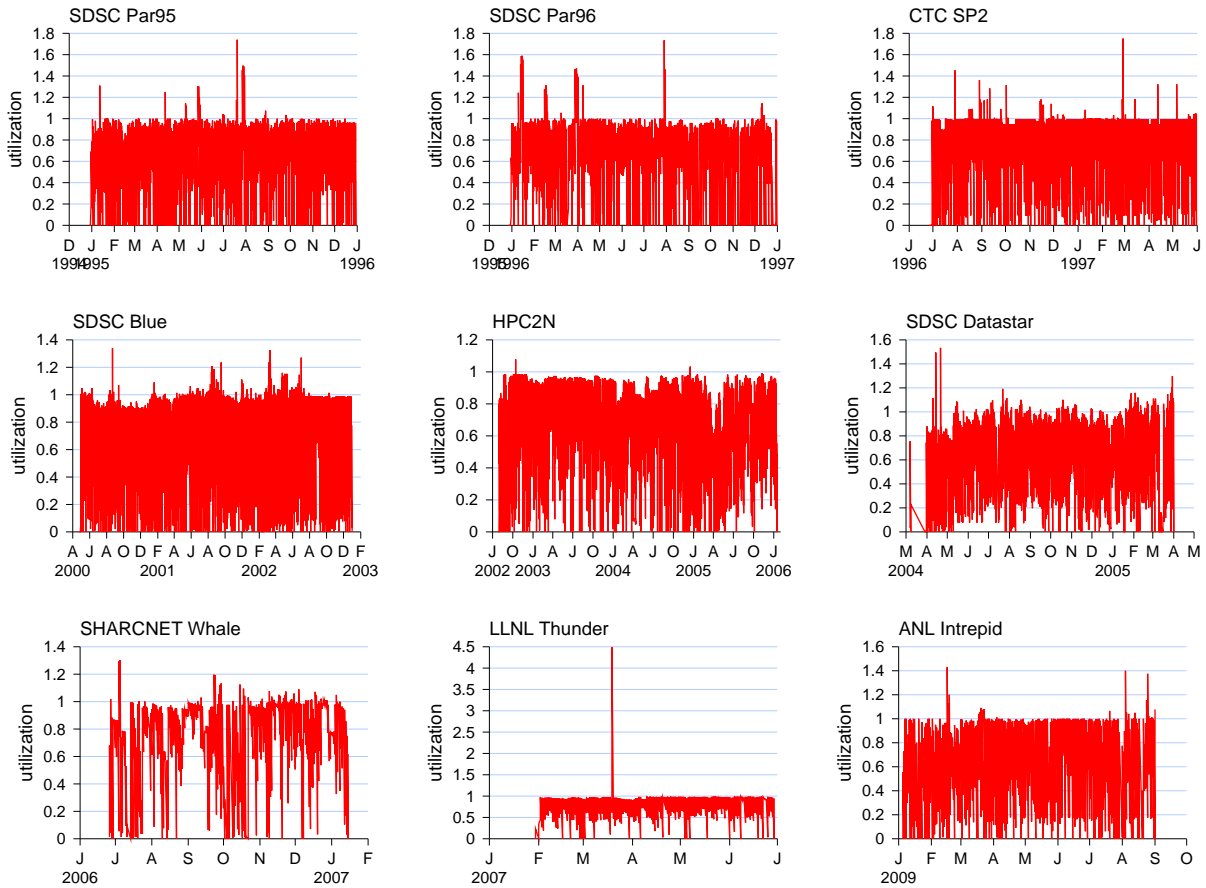 SDSC Par95
1.8
1.6
1.4
1.2
1
0.8
0.6
0.4
0.2
0
utilization
D J F M A M J J A S O N D J
1994 1995 1996
SDSC Par96
1.8
1.6
1.4
1.2
1
0.8
0.6
0.4
0.2
0
utilization
D J F M A M J J A S O N D J
1995 1996 1997
CTC SP2
1.8
1.6
1.4
1.2
1
0.8
0.6
0.4
0.2
0
utilization
J J A S O N D J F M A M J
1996 1997
SDSC Blue
1.4
1.2
1
0.8
0.6
0.4
0.2
0
utilization
A J A O D F A J A O D F A J A O D F
2000 2001 2002 2003
HPC2N
1.2
1
0.8
0.6
0.4
0.2
0
utilization
J O J A J O J A J O J A J O J
2002 2003 2004 2005 2006
SDSC Datastar
1.6
1.4
1.2
1
0.8
0.6
0.4
0.2
0
utilization
M A M J J A S O N D J F M A M
2004 2005
SHARCNET Whale
1.4
1.2
1
0.8
0.6
0.4
0.2
0
utilization
J J A S O N D J F
2006 2007
LLNL Thunder
4.5
4
3.5
3
2.5
2
1.5
1
0.5
0
utilization
J F M A M J J
2007
ANL Intrepid
1.6
1.4
1.2
1
0.8
0.6
0.4
0.2
0
utilization
J F M A M J J A S O
2009